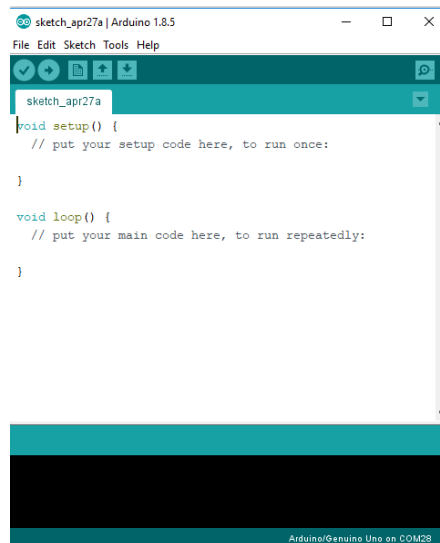 sketch_apr27a | Arduino 1.8.5
File Edit Sketch Tools Help
sketch_apr27a
void setup() {
  // put your setup code here, to run once:
}
void loop() {
  // put your main code here, to run repeatedly:
}
Arduino/Genuino Uno on COM28